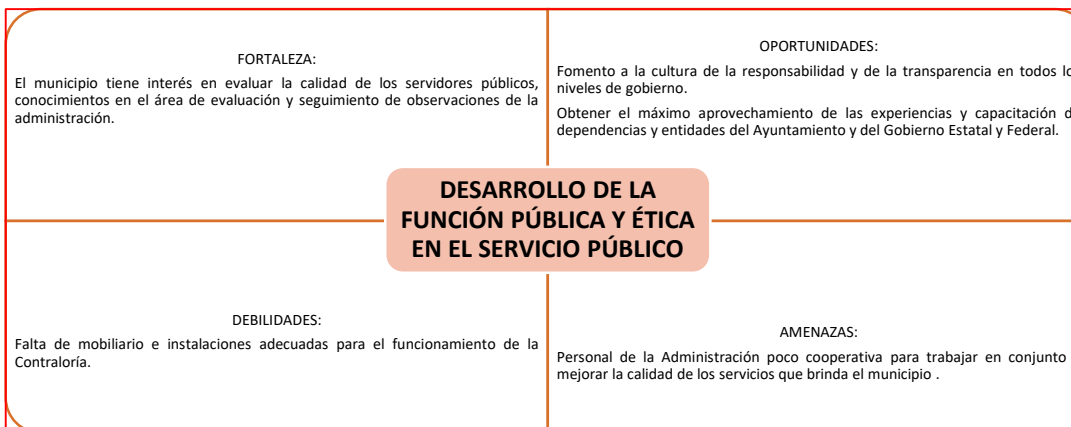 FORTALEZA:
El municipio tiene interés en evaluar la calidad de los servidores públicos,
conocimientos en el área de evaluación y seguimiento de observaciones de la
administración.
OPORTUNIDADES:
Fomento a la cultura de la responsabilidad y de la transparencia en todos lo
niveles de gobierno.
Obtener el máximo aprovechamiento de las experiencias y capacitación d
dependencias y entidades del Ayuntamiento y del Gobierno Estatal y Federal.
DESARROLLO DE LA
FUNCIÓN PÚBLICA Y ÉTICA
EN EL SERVICIO PÚBLICO
DEBILIDADES:
Falta de mobiliario e instalaciones adecuadas para el funcionamiento de la
Contraloría.
AMENAZAS:
Personal de la Administración poco cooperativa para trabajar en conjunto
mejorar la calidad de los servicios que brinda el municipio .